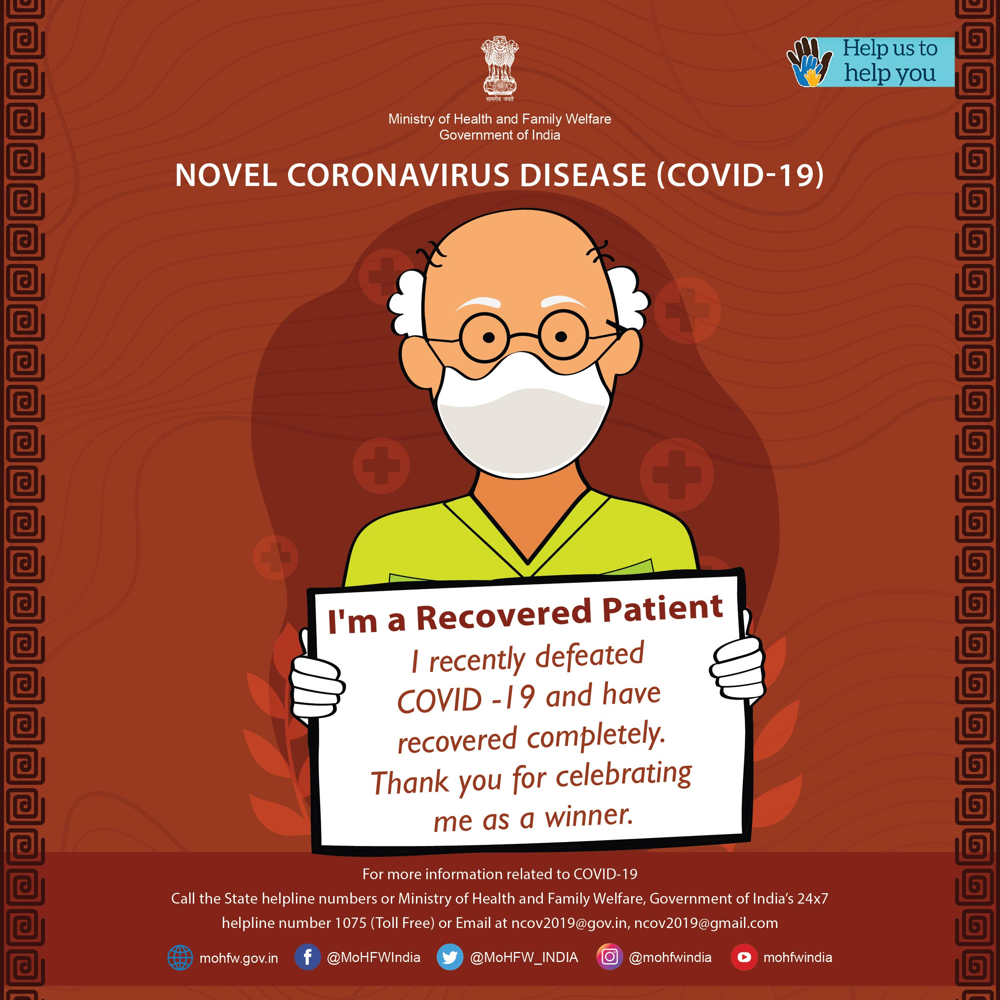 सत्यमेव जयते
Help us to
help you
Ministry of Health and Family Welfare
Government of India
NOVEL CORONAVIRUS DISEASE (COVID-19)
I'm a Recovered Patient
I recently defeated
COVID -19 and have
recovered completely.
Thank you for celebrating
me as a winner.
For more information related to COVID-19
Call the State helpline numbers or Ministry of Health and Family Welfare, Government of India’s 24x7
helpline number 1075 (Toll Free) or Email at ncov2019@gov.in, ncov2019@gmail.com
mohfw.gov.in @MoHFWIndia @MoHFW_INDIA @mohfwindia mohfwindia